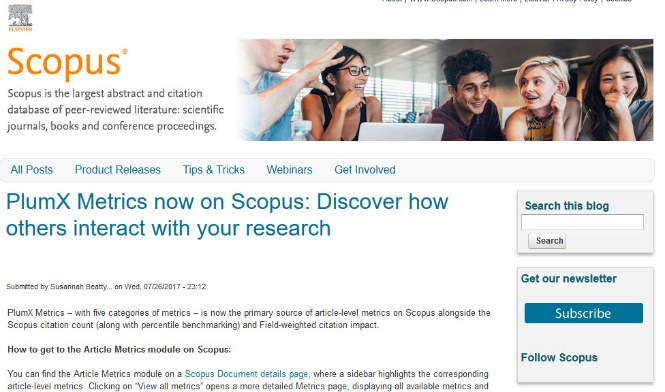 ELSEVIER
Scopus®
Scopus is the largest abstract and citation
database of peer-reviewed literature: scientific
journals, books and conference proceedings.
All Posts Product Releases Tips & Tricks Webinars Get Involved
PlumX Metrics now on Scopus: Discover how
others interact with your research
Submitted by Susannah Beatty... on Wed, 07/26/2017 - 23:12
PlumX Metrics – with five categories of metrics – is now the primary source of article-level metrics on Scopus alongside the
Scopus citation count (along with percentile benchmarking) and Field-weighted citation impact.
How to get to the Article Metrics module on Scopus:
You can find the Article Metrics module on a Scopus Document details page, where a sidebar highlights the corresponding
article-level metrics. Clicking on "View all metrics" opens a more detailed Metrics page, displaying all available metrics and
Search this blog
Search
Get our newsletter
Subscribe
Follow Scopus